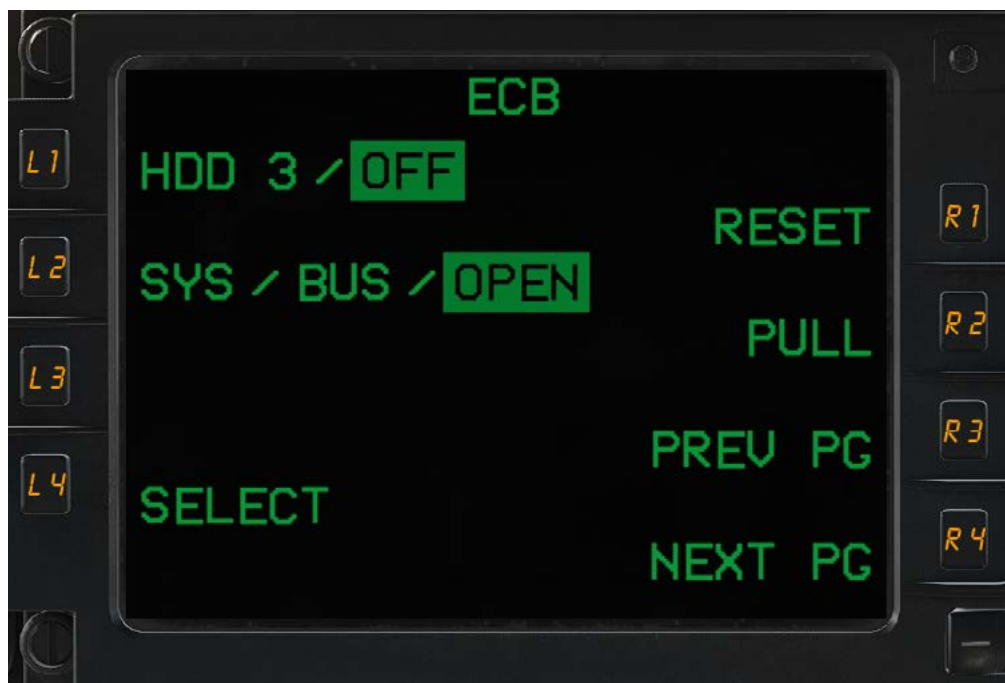 ECB
L1
HDD 3 / OFF
RESET
R1
L2
SYS / BUS / OPEN
PULL
R2
L3
PREV PG
R3
L4
SELECT
NEXT PG
R4